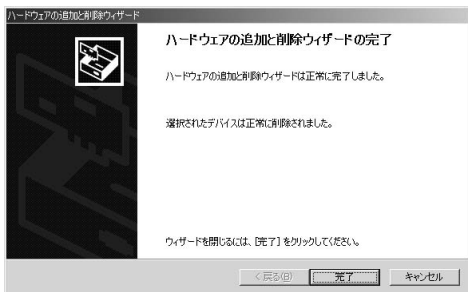 ハードウェアの追加と削除ウィザード
ハードウェアの追加と削除ウィザードの完了
ハードウェアの追加と削除ウィザードは正常に完了しました。
選択されたデバイスは正常に削除されました。
ウィザードを閉じるには、[完了] をクリックしてください。
< 戻る(B)
完了
キャンセル